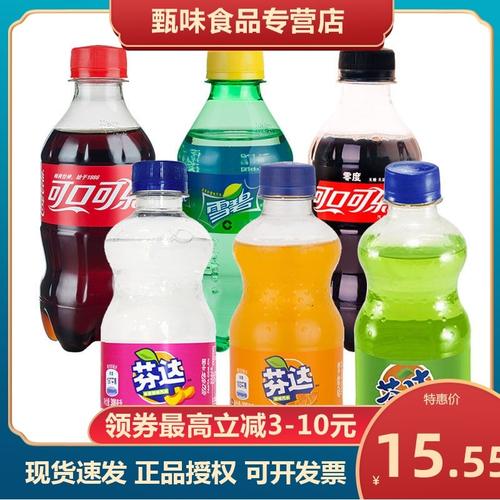 甄味食品专营店
可口可乐
雪碧
零度
可口可乐
芬达
芬达
芬达
领券最高立减3-10元
特惠价
现货速发 正品授权 可开发票
¥15.55